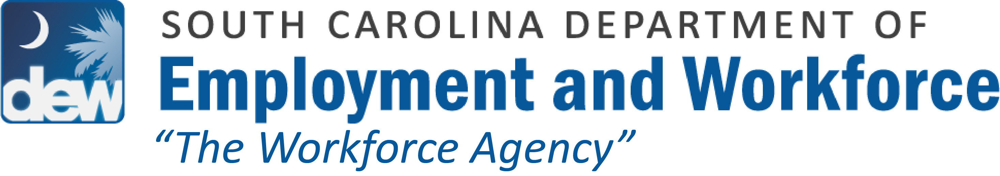 dew
SOUTH CAROLINA DEPARTMENT OF
Employment and Workforce
“The Workforce Agency”